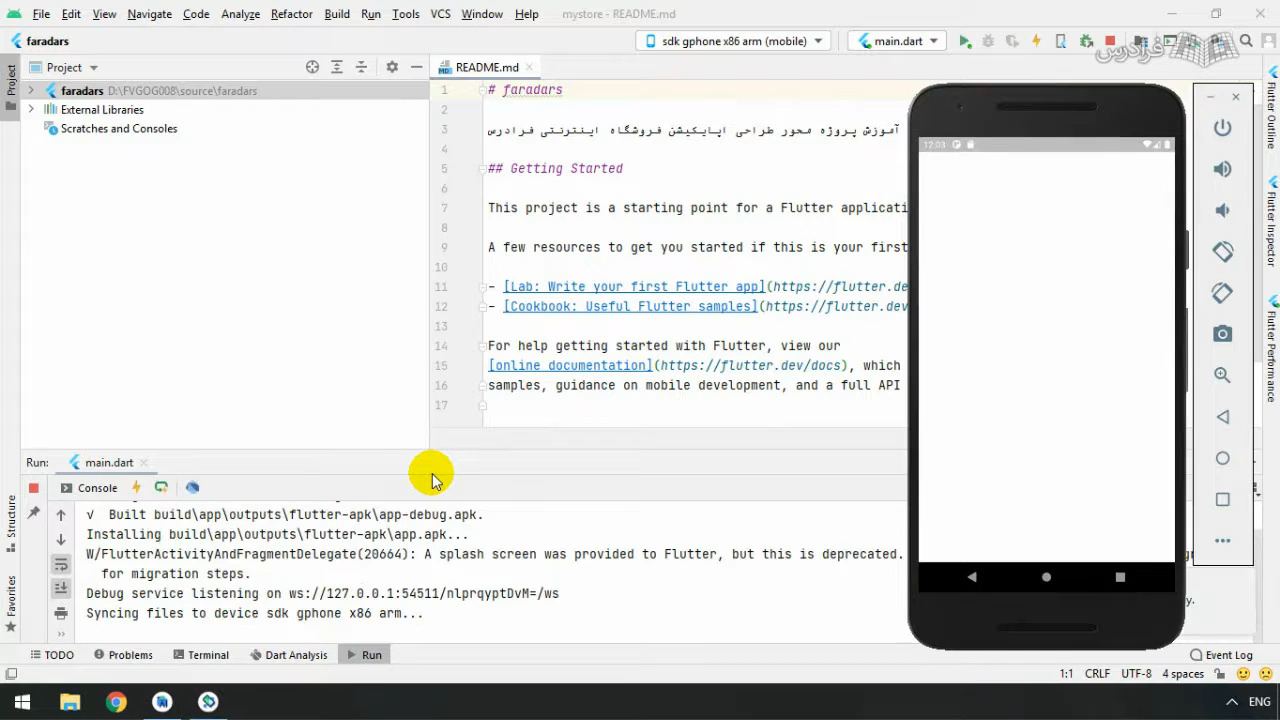 File Edit View Navigate Code Analyze Refactor Build Run Tools VCS Window Help mystore - README.md
faradars
sdk gphone x86 arm (mobile)
main.dart
فرادرس
Project
Project
faradars D:\FVGOG008\source\faradars
External Libraries
Scratches and Consoles
README.md
1 # faradars
2
3 آموزش پروژه محور طراحی اپلیکیشن فروشگاه اینترنتی فرادرس
5 ## Getting Started
6
7 This project is a starting point for a Flutter applicati
8
9 A few resources to get you started if this is your first
10
11 - [Lab: Write your first Flutter app](https://flutter.de
12 - [Cookbook: Useful Flutter samples](https://flutter.dev
13
14 For help getting started with Flutter, view our
15 [online documentation](https://flutter.dev/docs), which
16 samples, guidance on mobile development, and a full API
17
12:03
Flutter Outline
Flutter Inspector
Flutter Performance
Structure
Favorites
Run: main.dart
Console
√ Built build\app\outputs\flutter-apk\app-debug.apk.
Installing build\app\outputs\flutter-apk\app.apk...
W/FlutterActivityAndFragmentDelegate(20664): A splash screen was provided to Flutter, but this is deprecated.
for migration steps.
Debug service listening on ws://127.0.0.1:54511/nlprqyptDvM=/ws
Syncing files to device sdk gphone x86 arm...
TODO Problems Terminal Dart Analysis Run Event Log
1:1 CRLF UTF-8 4 spaces
ENG